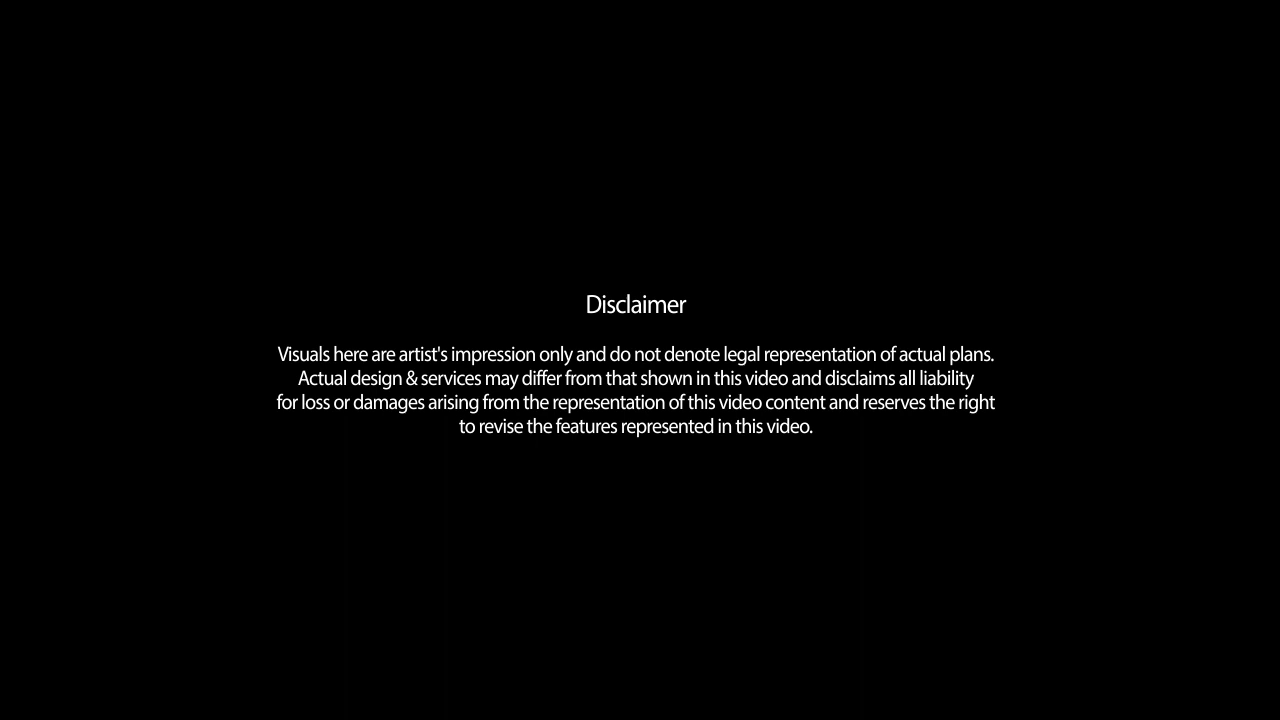 Disclaimer
Visuals here are artist's impression only and do not denote legal representation of actual plans.
Actual design & services may differ from that shown in this video and disclaims all liability
for loss or damages arising from the representation of this video content and reserves the right
to revise the features represented in this video.